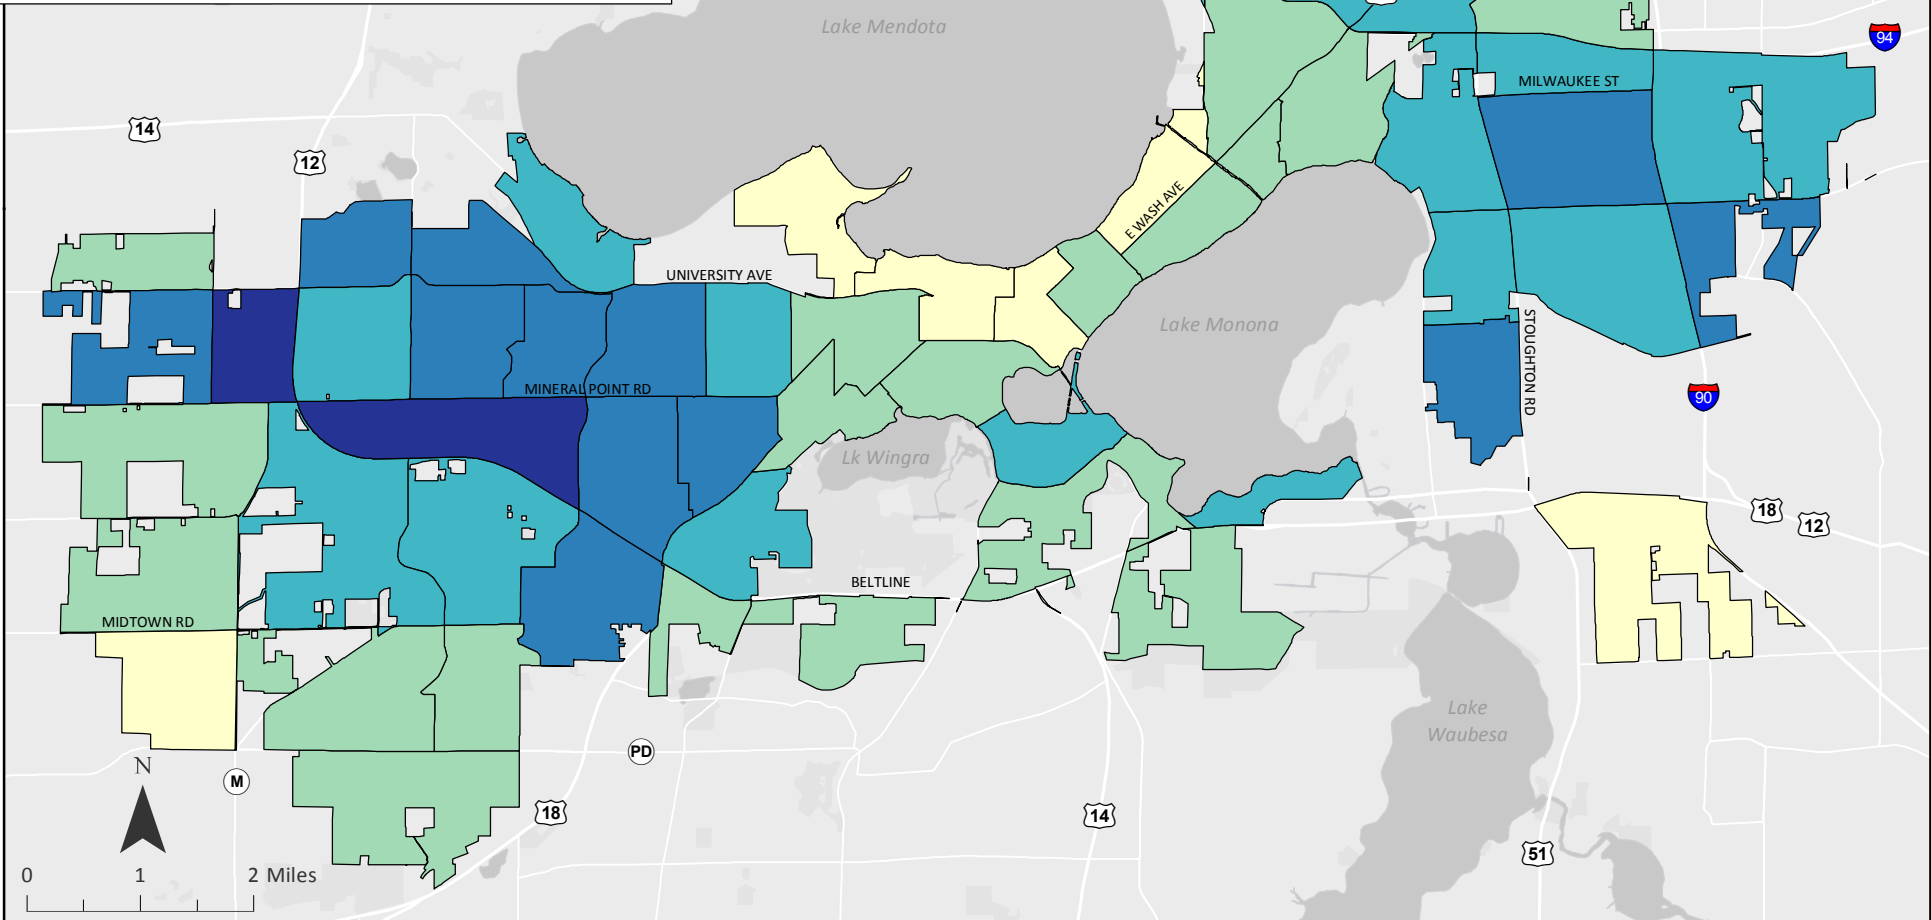 Lake Mendota
94
MILWAUKEE ST
14
12
E WASH AVE
UNIVERSITY AVE
Lake Monona
STOUGHTON RD
MINERAL POINT RD
90
Lk Wingra
18
12
BELTLINE
MIDTOWN RD
Lake
Waubesa
N
PD
M
18
14
51
0 1 2 Miles